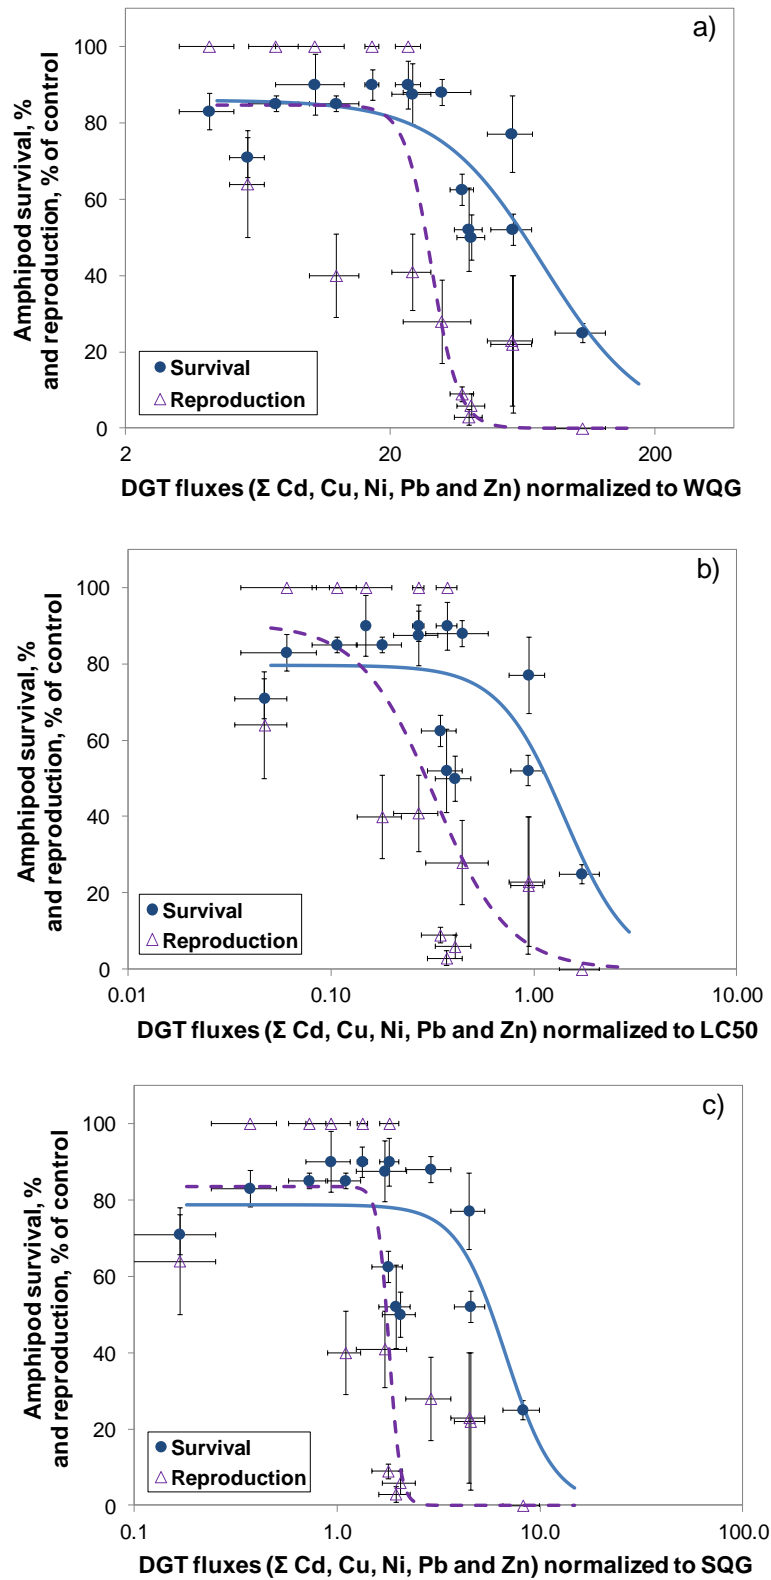 a)
Amphipod survival, %
and reproduction, % of control
100
80
60
40
20
0
Survival
Reproduction
2
20
200
DGT fluxes (Σ Cd, Cu, Ni, Pb and Zn) normalized to WQG
b)
Amphipod survival, %
and reproduction, % of control
100
80
60
40
20
0
Survival
Reproduction
0.01
0.10
1.00
10.00
DGT fluxes (Σ Cd, Cu, Ni, Pb and Zn) normalized to LC50
c)
Amphipod survival, %
and reproduction, % of control
100
80
60
40
20
0
Survival
Reproduction
0.1
1.0
10.0
100.0
DGT fluxes (Σ Cd, Cu, Ni, Pb and Zn) normalized to SQG